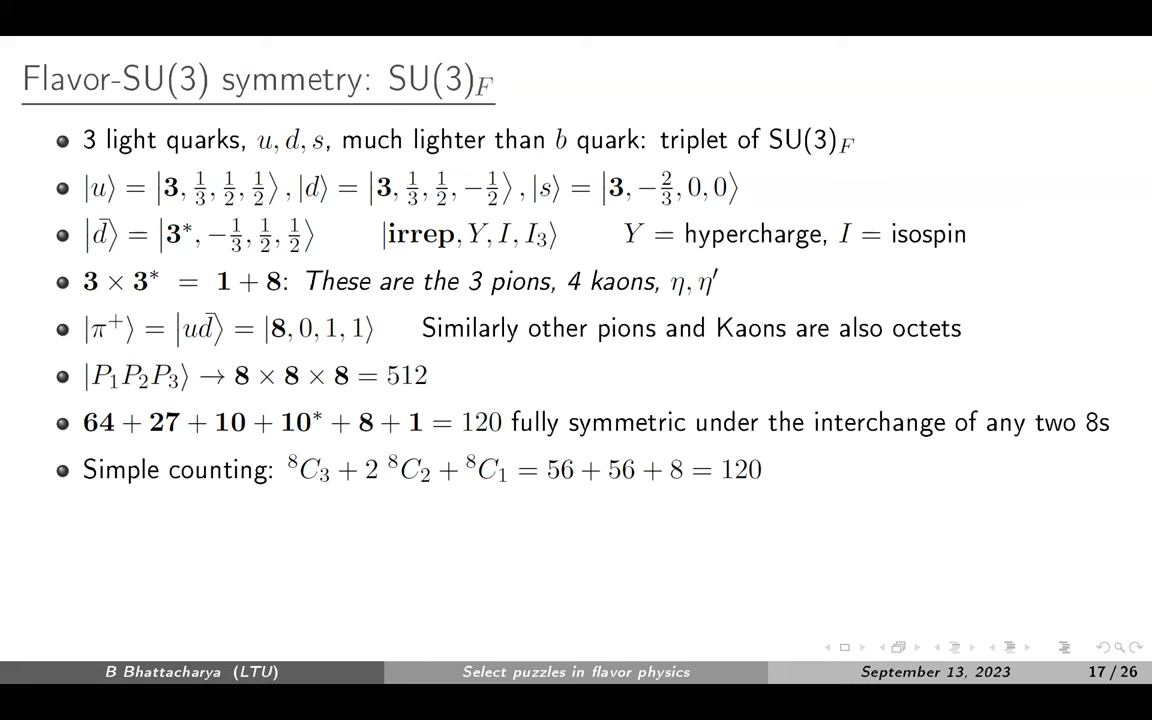 Flavor-SU(3) symmetry: SU(3)_F
3 light quarks, u, d, s, much lighter than b quark: triplet of SU(3)_F
|u⟩ = |3, 1/3, 1/2, 1/2⟩, |d⟩ = |3, 1/3, 1/2, −1/2⟩, |s⟩ = |3, −2/3, 0, 0⟩
|d̄⟩ = |3*, −1/3, 1/2, 1/2⟩ |irrep, Y, I, I₃⟩ Y = hypercharge, I = isospin
3 × 3* = 1 + 8: These are the 3 pions, 4 kaons, η, η′
|π⁺⟩ = |ud̄⟩ = |8, 0, 1, 1⟩ Similarly other pions and Kaons are also octets
|P₁P₂P₃⟩ → 8 × 8 × 8 = 512
64 + 27 + 10 + 10* + 8 + 1 = 120 fully symmetric under the interchange of any two 8s
Simple counting: ⁸C₃ + 2 ⁸C₂ + ⁸C₁ = 56 + 56 + 8 = 120
B Bhattacharya (LTU) Select puzzles in flavor physics September 13, 2023 17 / 26